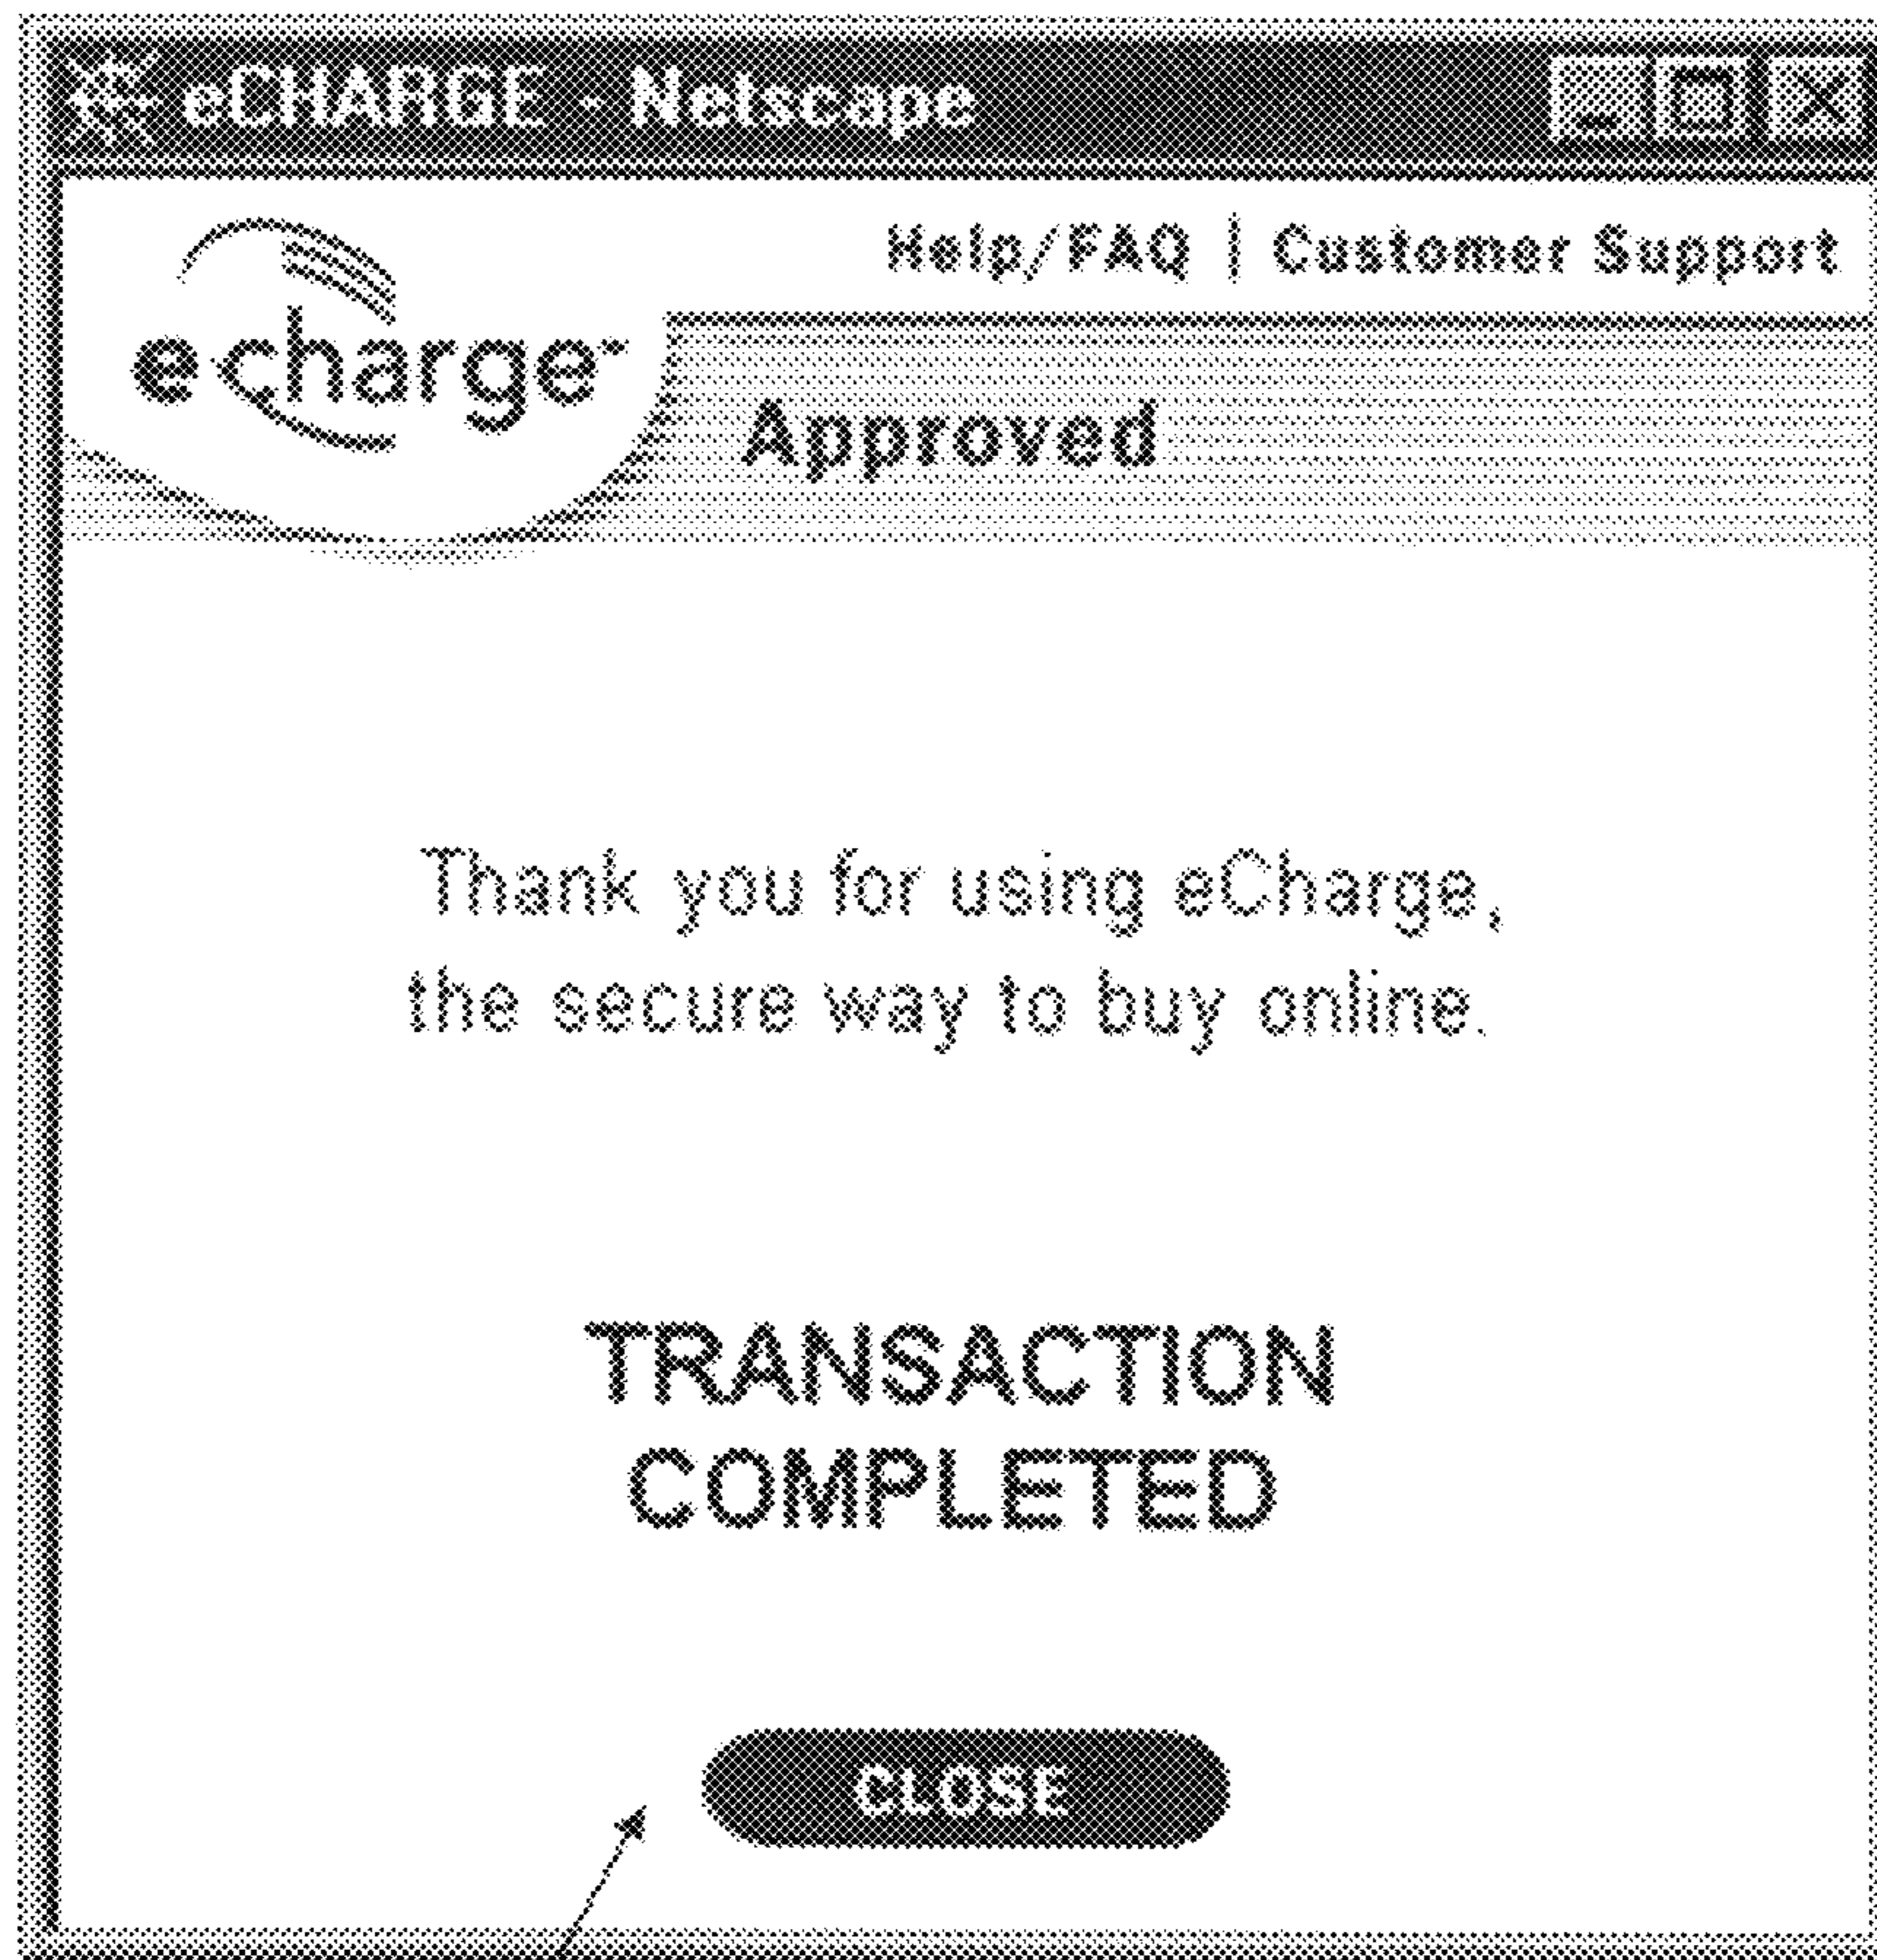 eCHARGE - Netscape
Help/FAQ | Customer Support
echarge™
Approved
Thank you for using eCharge,
the secure way to buy online.
TRANSACTION
COMPLETED
CLOSE